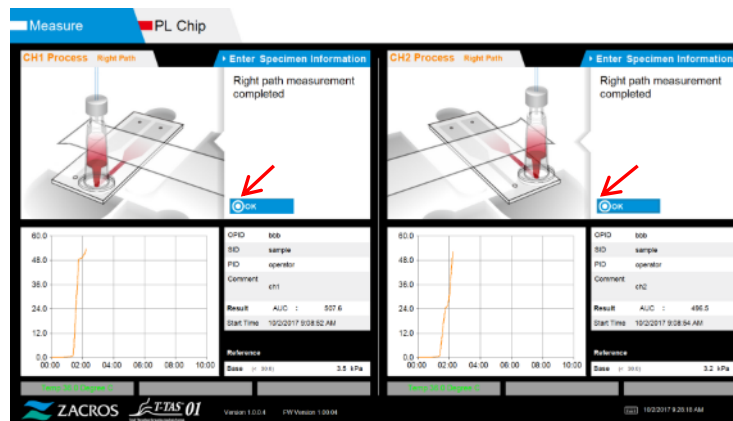 Measure
PL Chip
CH1 Process Right Path
Enter Specimen Information
Right path measurement
completed
OK
60.0
48.0
36.0
24.0
12.0
0.0
00:00 02:00 04:00 06:00 08:00 10:00
OPID bbb
SID sample
PID operator
Comment
ch1
Result AUC : 507.6
Start Time 10/2/2017 9:08:52 AM
Reference
Base 3.5 kPa
CH2 Process Right Path
Enter Specimen Information
Right path measurement
completed
OK
60.0
48.0
36.0
24.0
12.0
0.0
00:00 02:00 04:00 06:00 08:00 10:00
OPID bbb
SID sample
PID operator
Comment
ch2
Result AUC : 486.5
Start Time 10/2/2017 9:08:54 AM
Reference
Base 3.2 kPa
ZACROS T-TAS 01
Version 1.0.0.4 FW Version 1.00.04
10/2/2017 9:28:16 AM